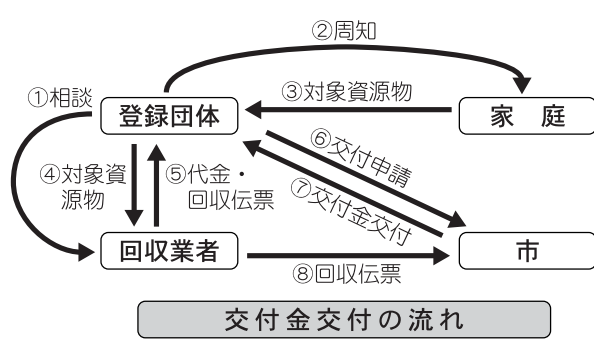 ②周知
①相談
登録団体
③対象資源物
家　庭
④対象資
源物
⑤代金・
回収伝票
⑥交付申請
⑦交付金交付
回収業者
⑧回収伝票
市
交付金交付の流れ